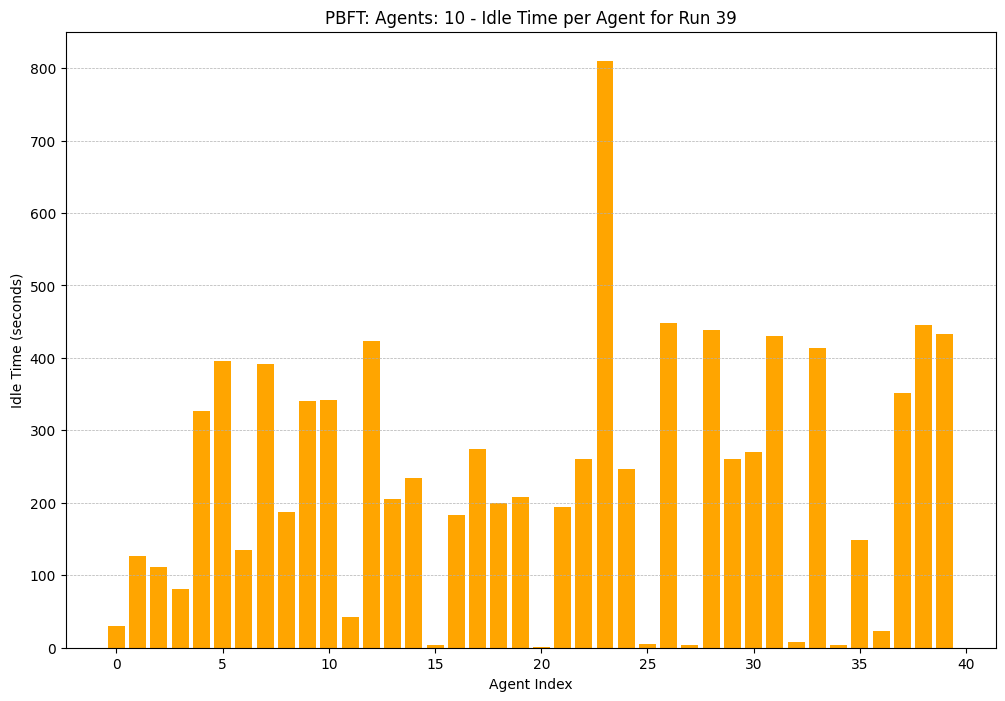 PBFT: Agents: 10 - Idle Time per Agent for Run 39
Idle Time (seconds)
800
700
600
500
400
300
200
100
0
0 5 10 15 20 25 30 35 40
Agent Index